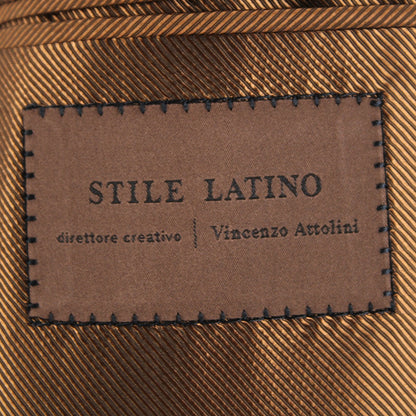 STILE LATINO
direttore creativo | Vincenzo Attolini